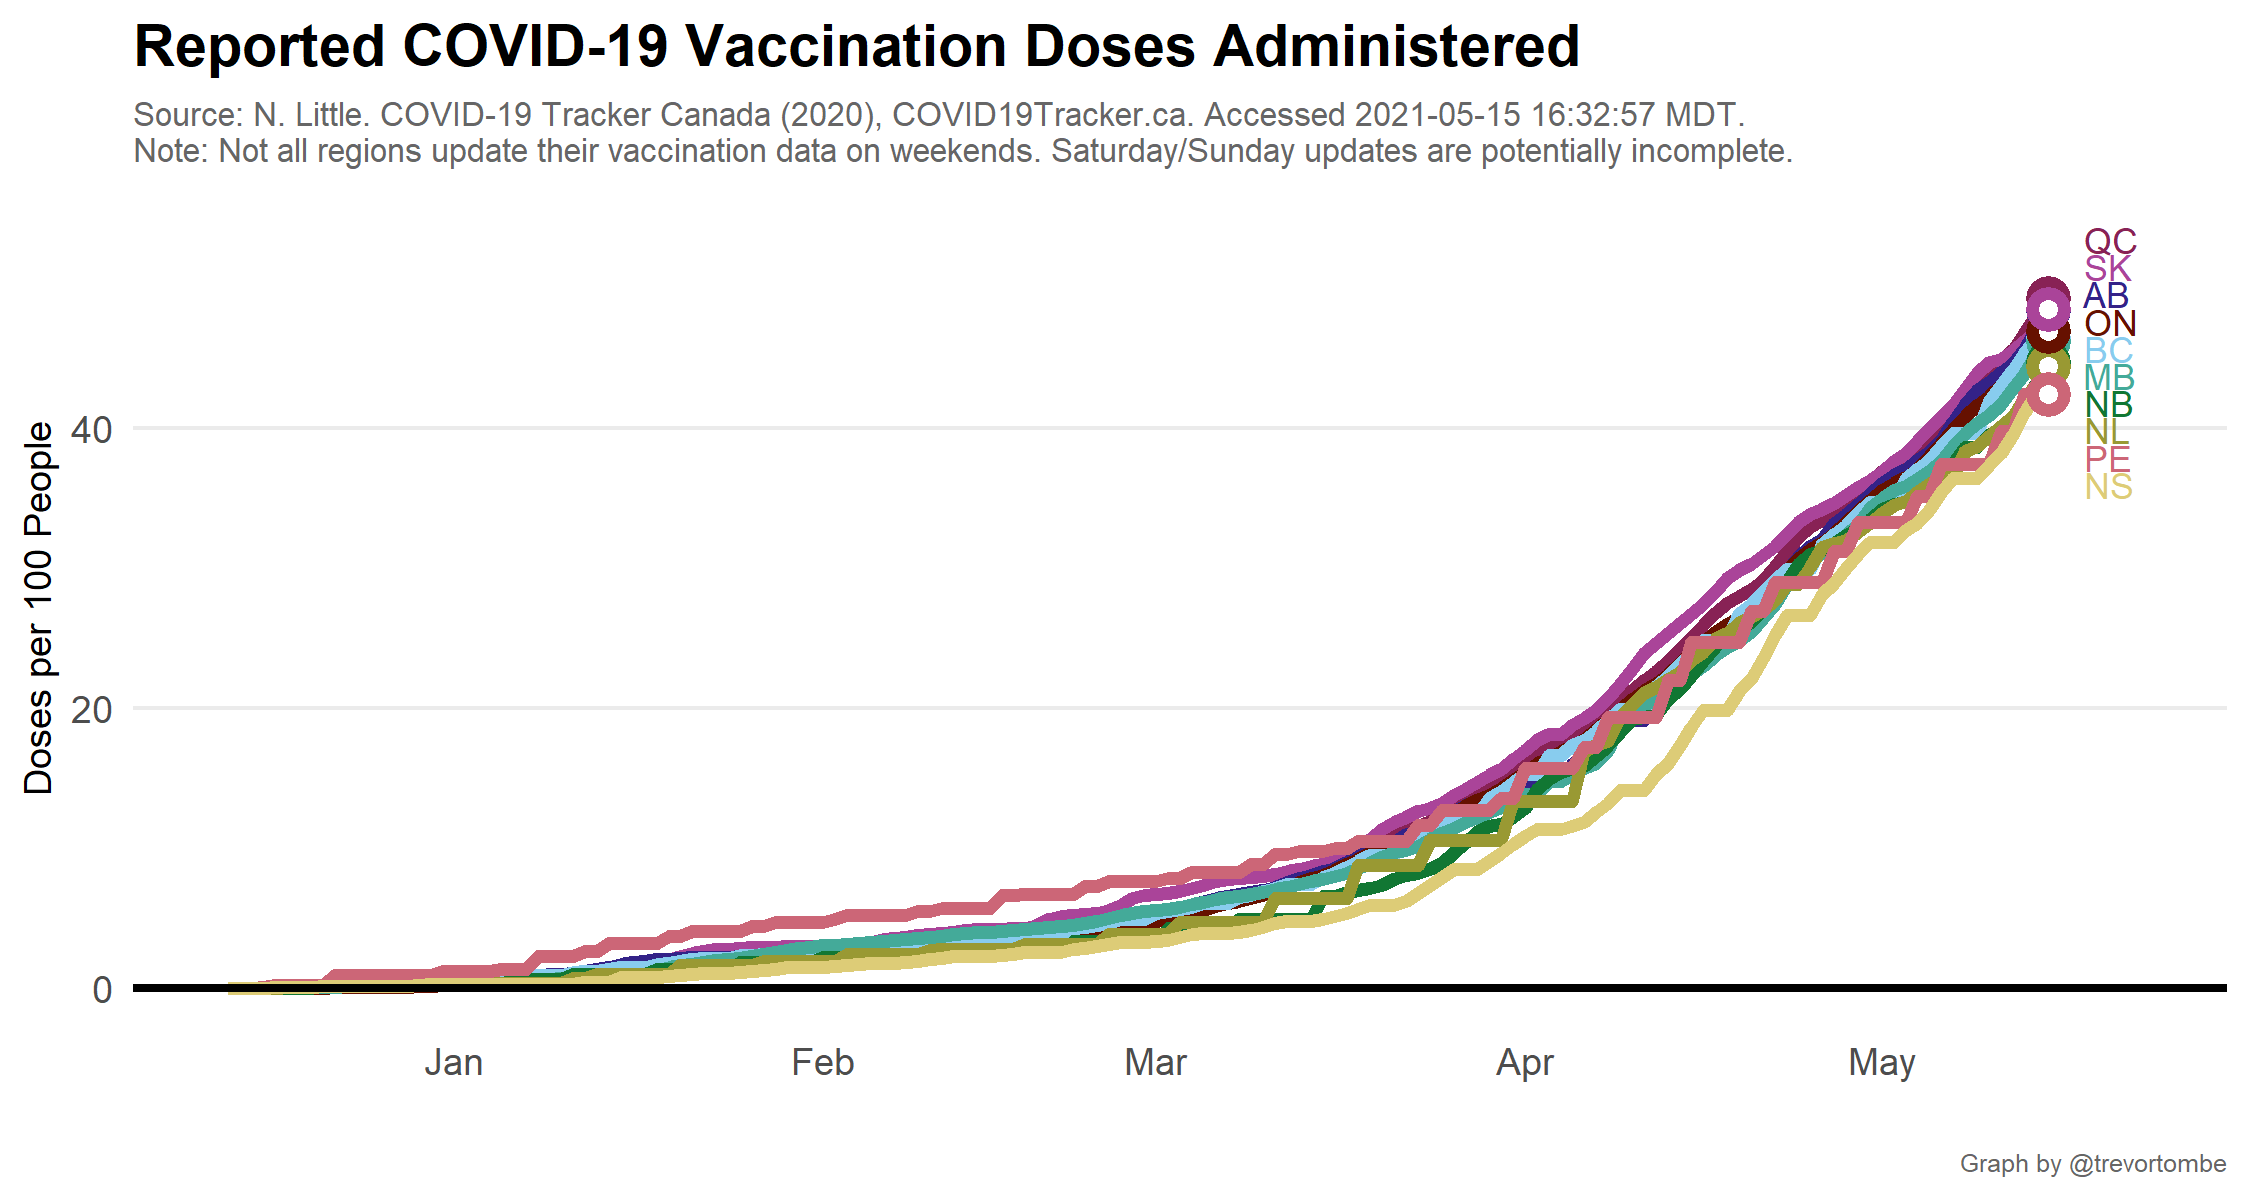 Reported COVID-19 Vaccination Doses Administered
Source: N. Little. COVID-19 Tracker Canada (2020), COVID19Tracker.ca. Accessed 2021-05-15 16:32:57 MDT.
Note: Not all regions update their vaccination data on weekends. Saturday/Sunday updates are potentially incomplete.
Doses per 100 People
40
20
0
QC
SK
AB
ON
BC
MB
NB
NL
PE
NS
Jan
Feb
Mar
Apr
May
Graph by @trevortombe